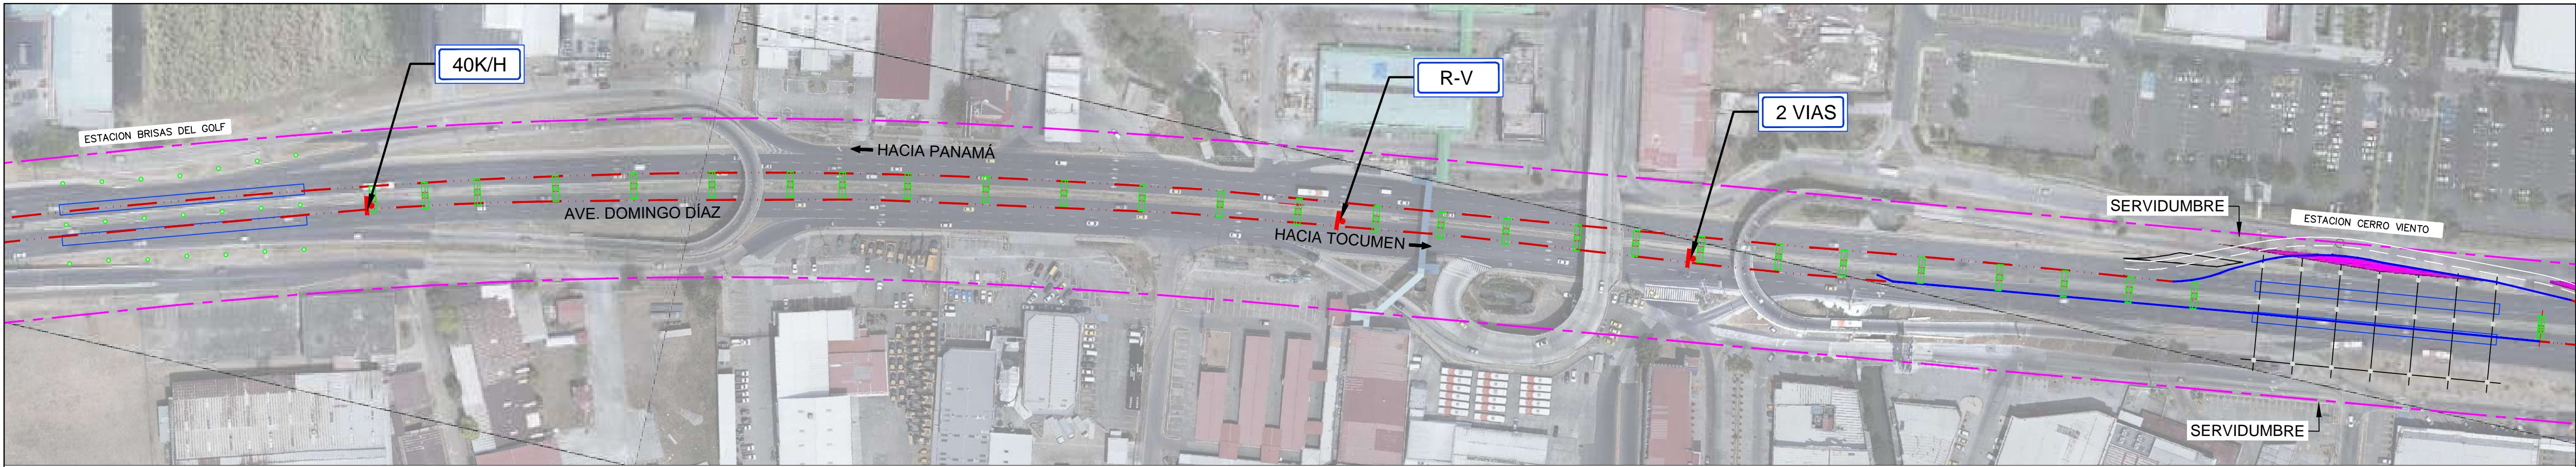 40K/H
R-V
2 VIAS
ESTACION BRISAS DEL GOLF
HACIA PANAMÁ
AVE. DOMINGO DÍAZ
HACIA TOCUMEN
SERVIDUMBRE
ESTACION CERRO VIENTO
SERVIDUMBRE